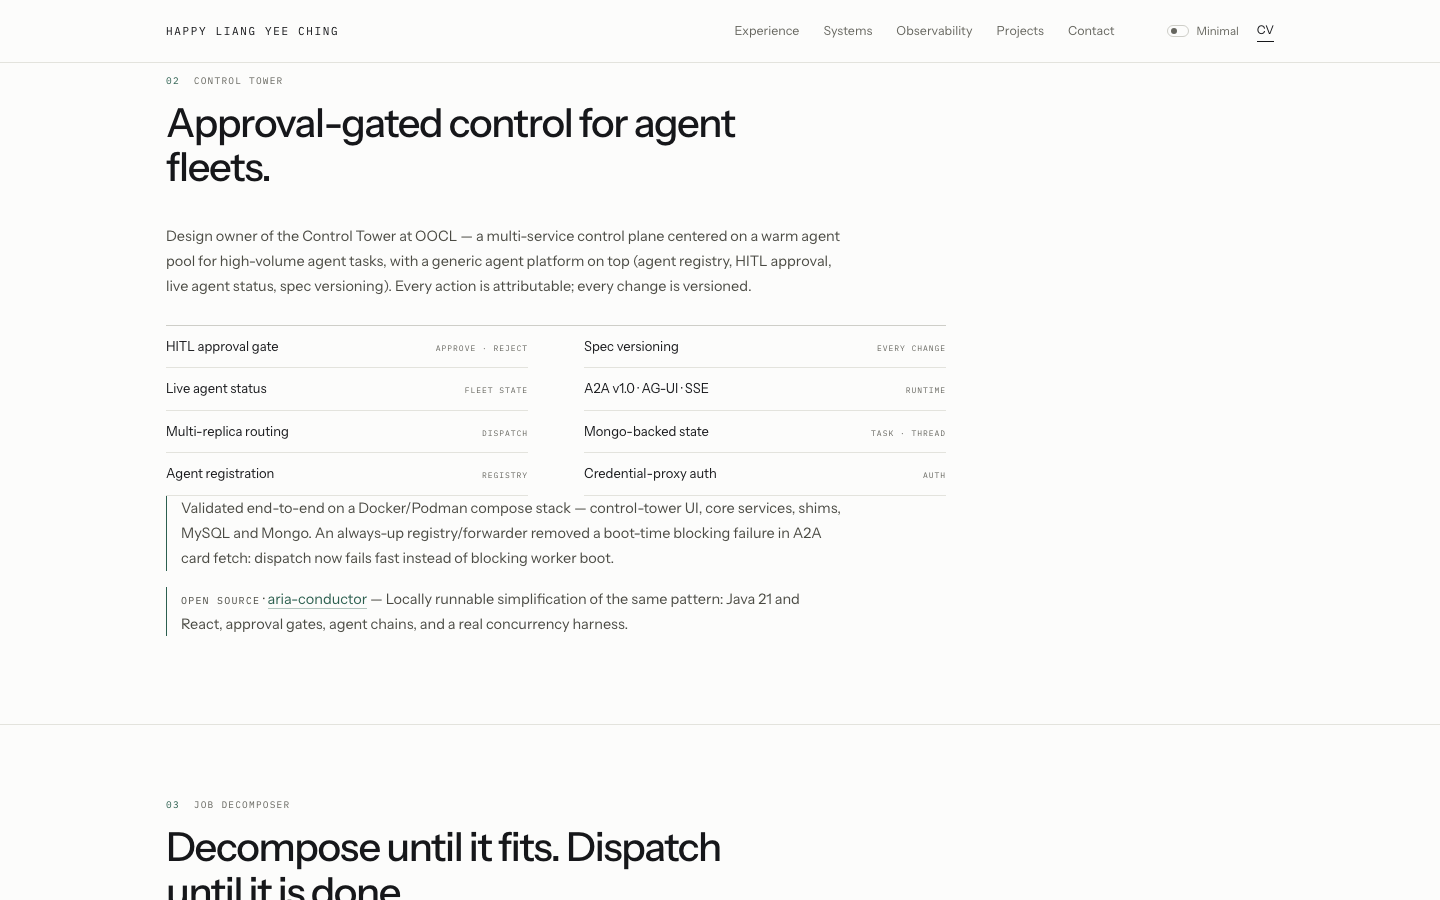 HAPPY LIANG YEE CHING
Experience Systems Observability Projects Contact Minimal CV
02 CONTROL TOWER
Approval-gated control for agent
fleets.
Design owner of the Control Tower at OOCL — a multi-service control plane centered on a warm agent
pool for high-volume agent tasks, with a generic agent platform on top (agent registry, HITL approval,
live agent status, spec versioning). Every action is attributable; every change is versioned.
HITL approval gate APPROVE · REJECT
Spec versioning EVERY CHANGE
Live agent status FLEET STATE
A2A v1.0 · AG-UI · SSE RUNTIME
Multi-replica routing DISPATCH
Mongo-backed state TASK · THREAD
Agent registration REGISTRY
Credential-proxy auth AUTH
Validated end-to-end on a Docker/Podman compose stack — control-tower UI, core services, shims,
MySQL and Mongo. An always-up registry/forwarder removed a boot-time blocking failure in A2A
card fetch: dispatch now fails fast instead of blocking worker boot.
OPEN SOURCE · aria-conductor — Locally runnable simplification of the same pattern: Java 21 and
React, approval gates, agent chains, and a real concurrency harness.
03 JOB DECOMPOSER
Decompose until it fits. Dispatch
until it is done